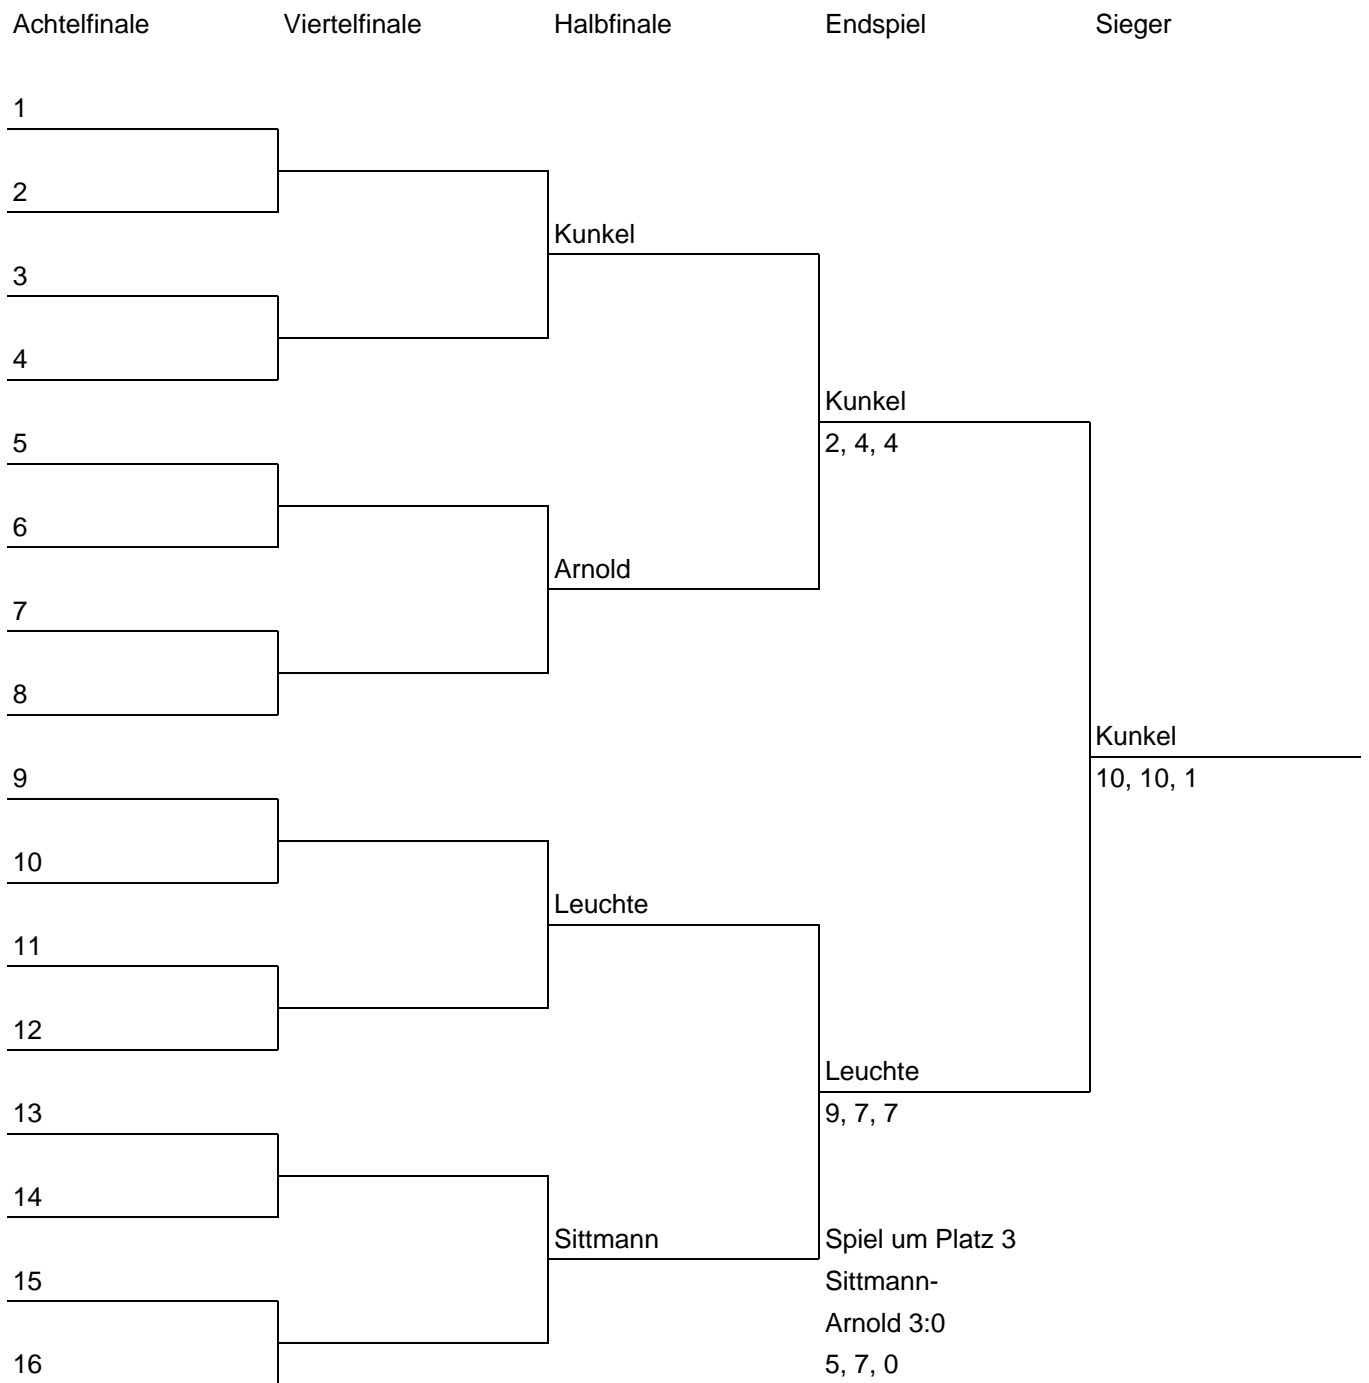 Achtelfinale Viertelfinale Halbfinale Endspiel Sieger
1
2
Kunkel
3
4
Kunkel
5
2, 4, 4
6
Arnold
7
8
Kunkel
9
10, 10, 1
10
Leuchte
11
12
Leuchte
13
9, 7, 7
14
Sittmann
Spiel um Platz 3
15
Sittmann-
Arnold 3:0
16
5, 7, 0